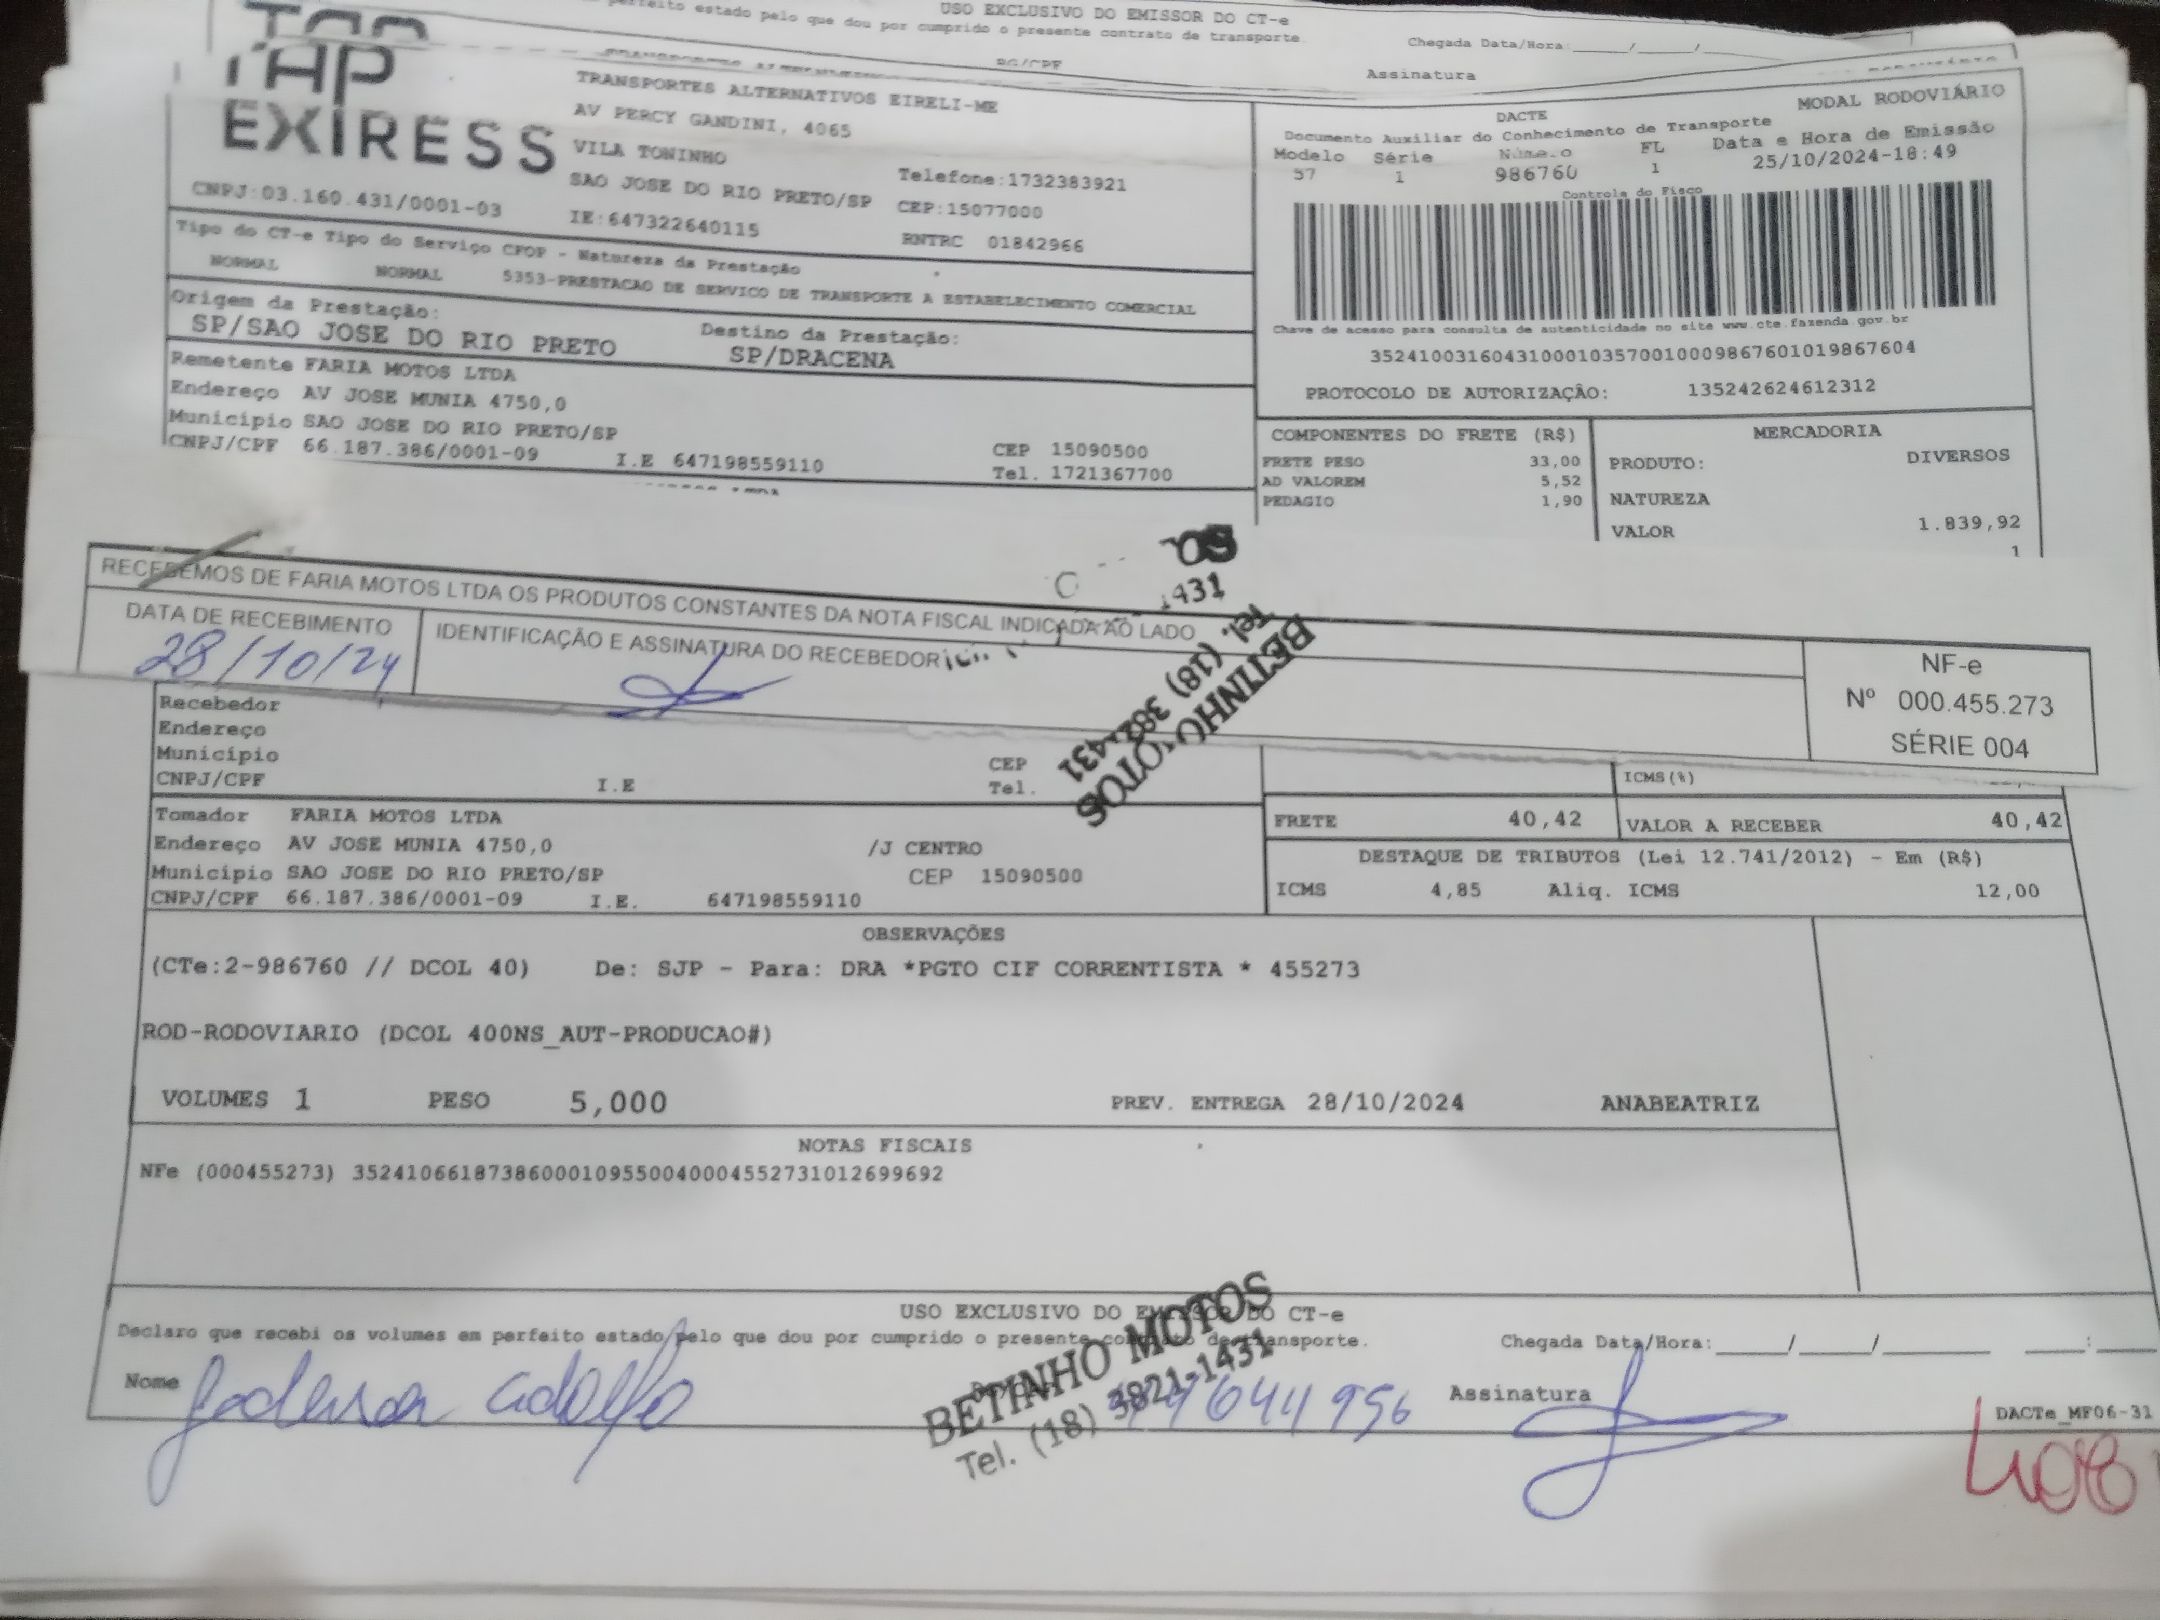 perfeito estado pelo que dou por cumprido o presente contrato de transporte.
USO EXCLUSIVO DO EMISSOR DO CT-e
Chegada Data/Hora:____/____/
RG/CPF
Assinatura
EXPRESS
TRANSPORTES ALTERNATIVOS EIRELI-ME
AV PERCY GANDINI, 4065
VILA TONINHO
SAO JOSE DO RIO PRETO/SP
IE:647322640115
Telefone:1732383921
CEP:15077000
RNTRC 01842966
CNPJ:03.160.431/0001-03
DACTE
MODAL RODOVIÁRIO
Documento Auxiliar do Conhecimento de Transporte
Modelo Série Número FL Data e Hora de Emissão
57 1 986760 1 25/10/2024-18:49
Controle do Fisco
Chave de acesso para consulta de autenticidade no site www.cte.fazenda.gov.br
35241003160431000103570010009867601019867604
PROTOCOLO DE AUTORIZAÇÃO: 135242624612312
Tipo do CT-e Tipo do Serviço CFOP - Natureza da Prestação
NORMAL NORMAL 5353-PRESTACAO DE SERVICO DE TRANSPORTE A ESTABELECIMENTO COMERCIAL
Origem da Prestação:
SP/SAO JOSE DO RIO PRETO
Destino da Prestação:
SP/DRACENA
Remetente FARIA MOTOS LTDA
Endereço AV JOSE MUNIA 4750,0
Município SAO JOSE DO RIO PRETO/SP
CEP 15090500
CNPJ/CPF 66.187.386/0001-09 I.E 647198559110
Tel. 1721367700
COMPONENTES DO FRETE (R$)
FRETE PESO 33,00
AD VALOREM 5,52
PEDAGIO 1,90
MERCADORIA
PRODUTO: DIVERSOS
NATUREZA
VALOR 1.839,92
1
RECEBEMOS DE FARIA MOTOS LTDA OS PRODUTOS CONSTANTES DA NOTA FISCAL INDICADA AO LADO
DATA DE RECEBIMENTO
28/10/24
IDENTIFICAÇÃO E ASSINATURA DO RECEBEDOR
BETINHO MOTOS
NF-e
Nº 000.455.273
SÉRIE 004
Recebedor
Endereço
Município
CEP
CNPJ/CPF I.E
Tel.
ICMS(%)
Tomador FARIA MOTOS LTDA
Endereço AV JOSE MUNIA 4750,0 /J CENTRO
Município SAO JOSE DO RIO PRETO/SP CEP 15090500
CNPJ/CPF 66.187.386/0001-09 I.E. 647198559110
FRETE 40,42 VALOR A RECEBER 40,42
DESTAQUE DE TRIBUTOS (Lei 12.741/2012) - Em (R$)
ICMS 4,85 Aliq. ICMS 12,00
OBSERVAÇÕES
(CTe:2-986760 // DCOL 40) De: SJP - Para: DRA *PGTO CIF CORRENTISTA * 455273
ROD-RODOVIARIO (DCOL 400NS_AUT-PRODUCAO#)
VOLUMES 1 PESO 5,000 PREV. ENTREGA 28/10/2024 ANABEATRIZ
NOTAS FISCAIS
NFe (000455273) 35241066187386000109550040004552731012699692
USO EXCLUSIVO DO EMISSOR DO CT-e
Declaro que recebi os volumes em perfeito estado pelo que dou por cumprido o presente contrato de transporte.
Chegada Data/Hora:____/____/____ ____:____
Nome
BETINHO MOTOS
Tel. (18) 3821-1431
Assinatura
DACTe_MF06-31